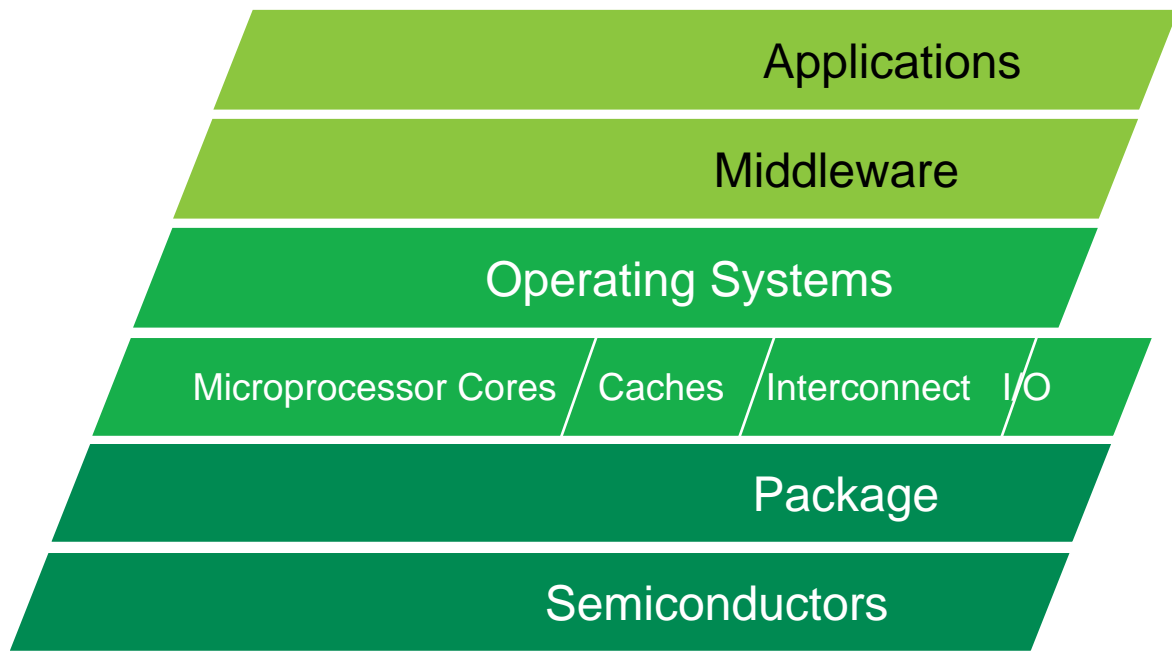 Applications
Middleware
Operating Systems
Microprocessor Cores Caches Interconnect I/O
Package
Semiconductors